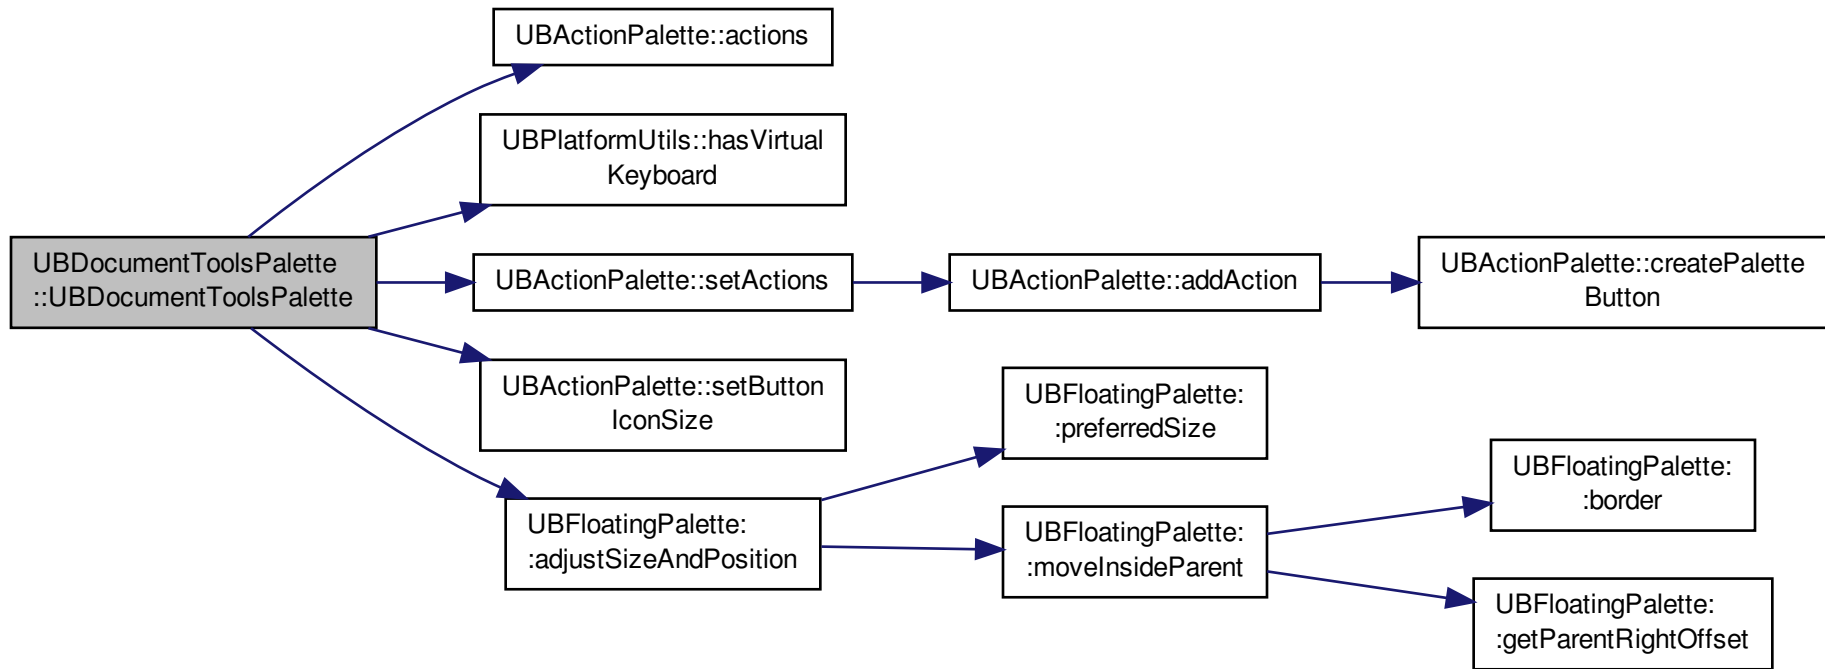 UBActionPalette::actions
UBPlatformUtils::hasVirtual
Keyboard
UBDocumentToolsPalette
::UBDocumentToolsPalette
UBActionPalette::setActions
UBActionPalette::addAction
UBActionPalette::createPalette
Button
UBActionPalette::setButton
IconSize
UBFloatingPalette:
:preferredSize
UBFloatingPalette:
:adjustSizeAndPosition
UBFloatingPalette:
:moveInsideParent
UBFloatingPalette:
:border
UBFloatingPalette:
:getParentRightOffset